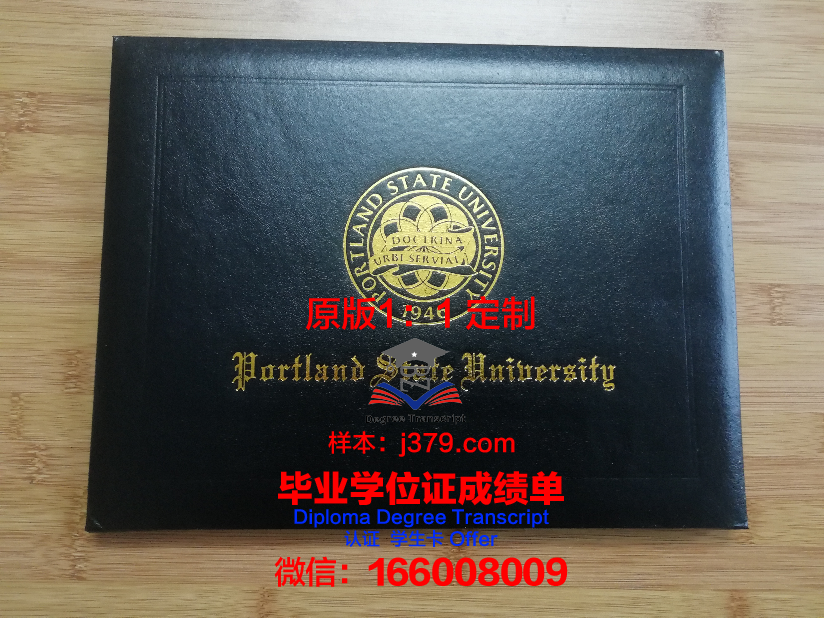 PORTLAND STATE UNIVERSITY
DOCTRINA
URBI SERVIAT
1946
原版1：1 定制
Portland State University
Degree Transcript
样本：j379.com
毕业学位证成绩单
Diploma Degree Transcript
认证 学生卡 Offer
微信：166008009